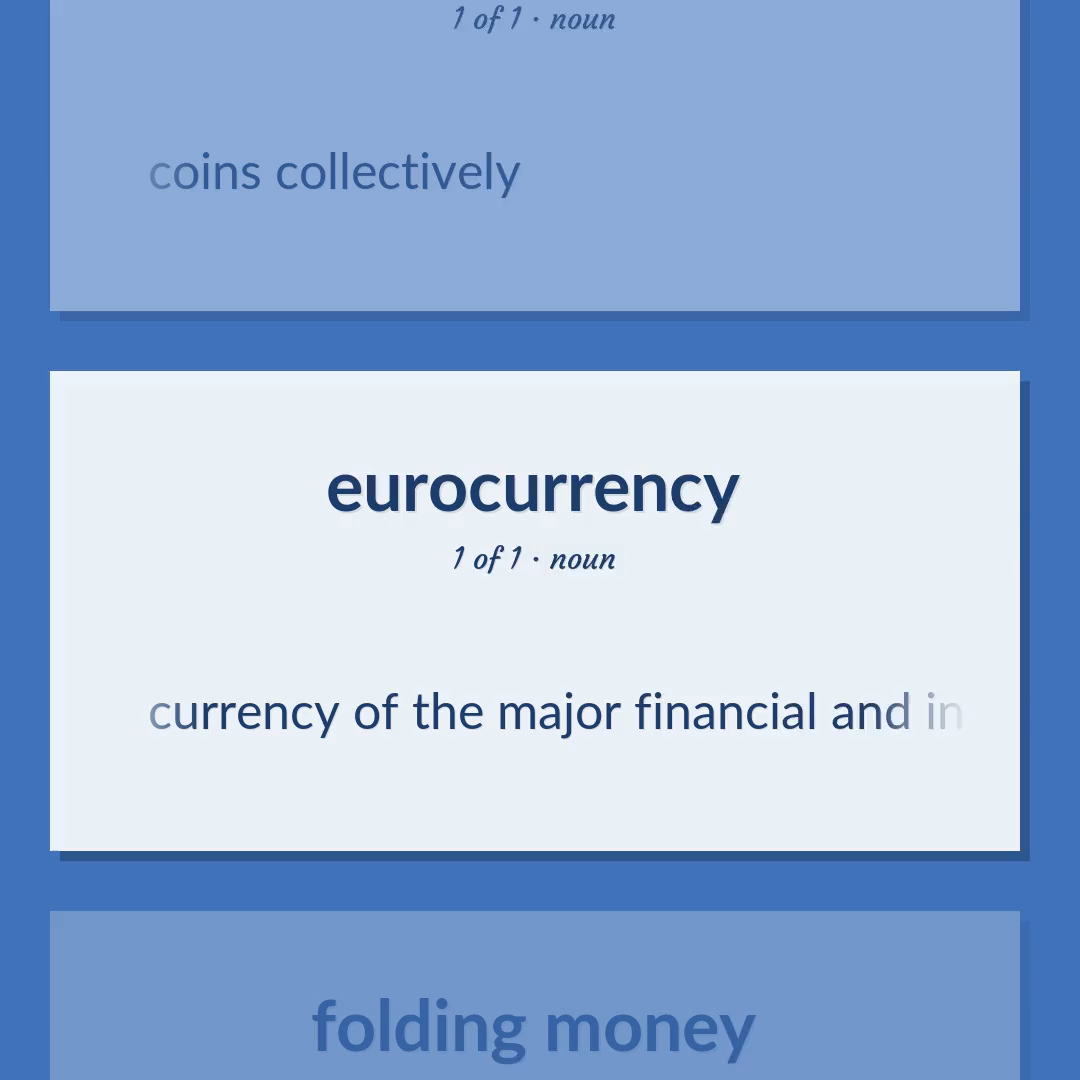 1 of 1 · noun
coins collectively
eurocurrency
1 of 1 · noun
currency of the major financial and in
folding money